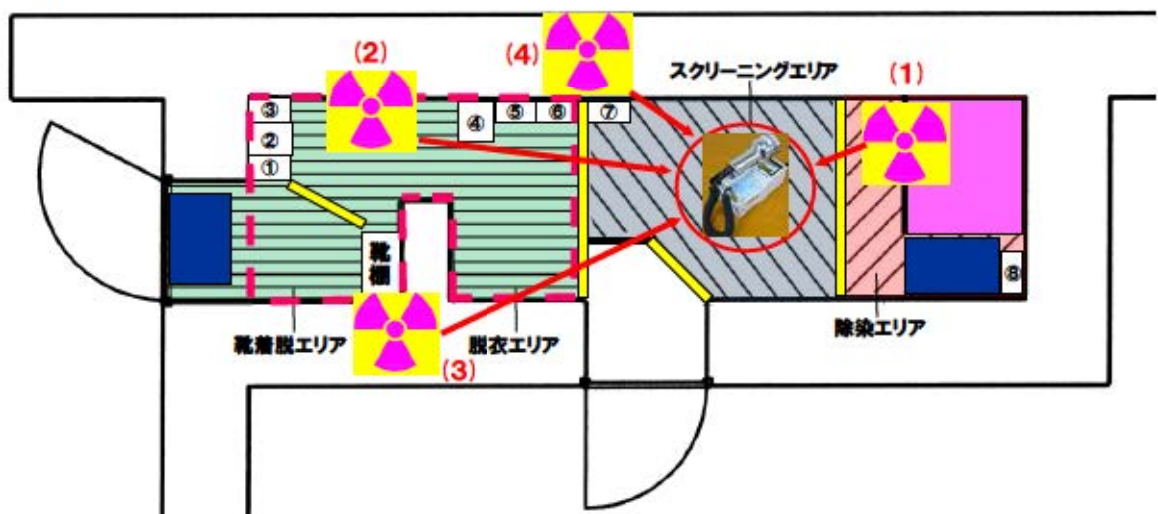 (4)
(2)
スクリーニングエリア
(1)
③
②
①
④
⑤
⑥
⑦
靴棚
⑧
靴着脱エリア
脱衣エリア
除染エリア
(3)